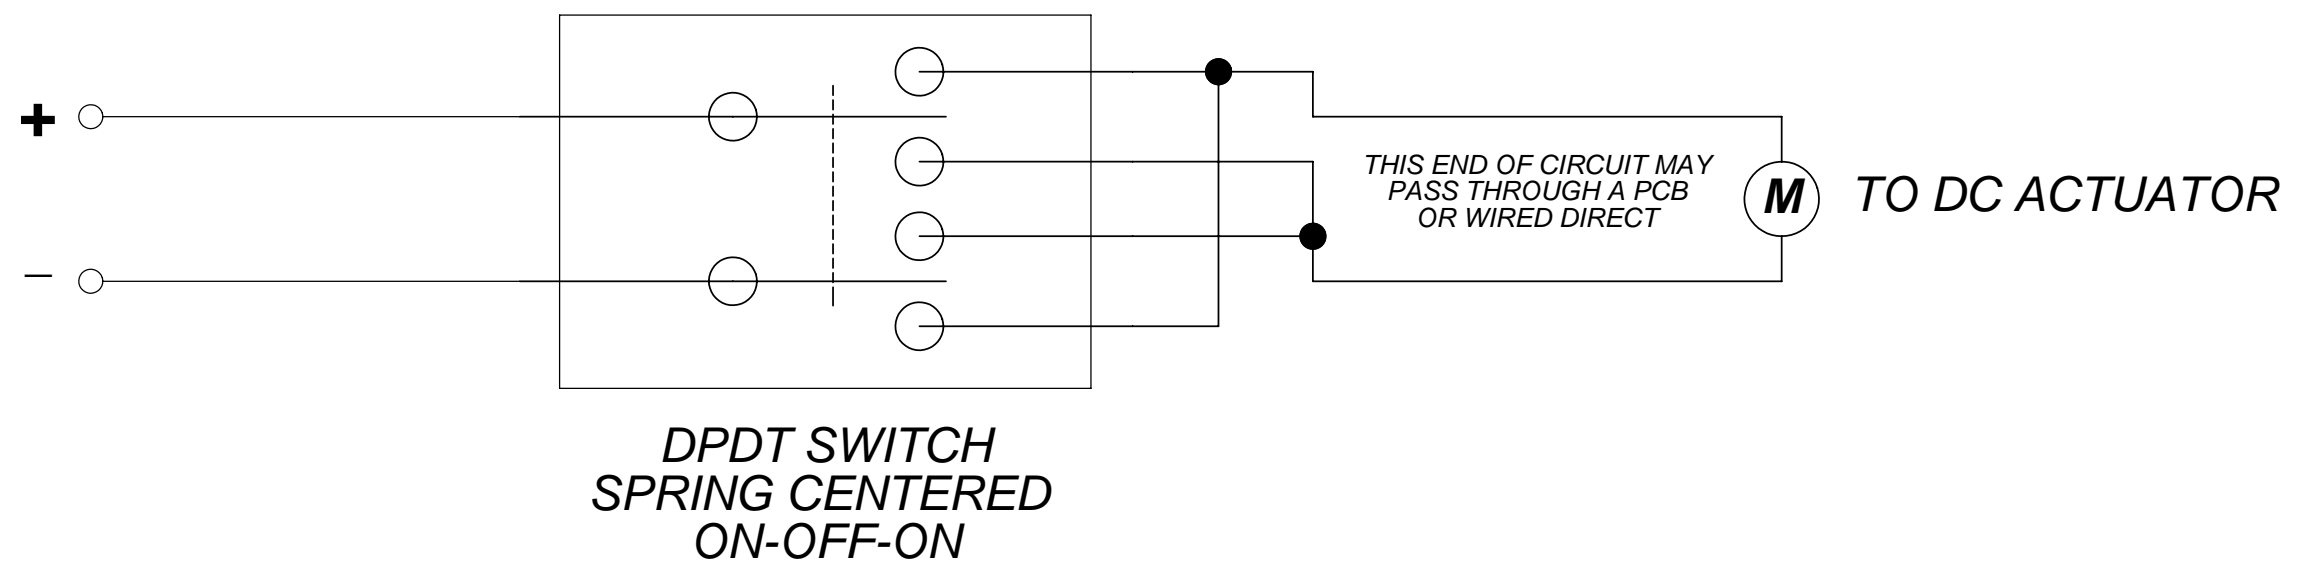 +
THIS END OF CIRCUIT MAY
PASS THROUGH A PCB
OR WIRED DIRECT
M
TO DC ACTUATOR
–
DPDT SWITCH
SPRING CENTERED
ON-OFF-ON